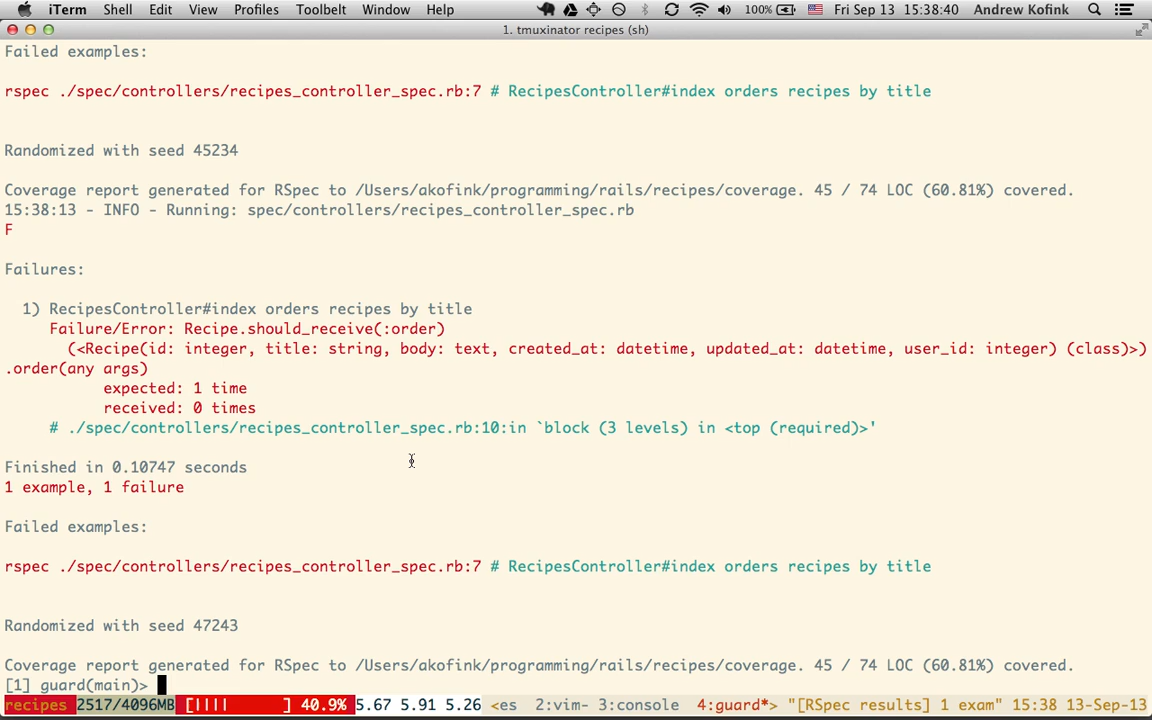 iTerm Shell Edit View Profiles Toolbelt Window Help 100% Fri Sep 13 15:38:40 Andrew Kofink
1. tmuxinator recipes (sh)
Failed examples:
rspec ./spec/controllers/recipes_controller_spec.rb:7 # RecipesController#index orders recipes by title
Randomized with seed 45234
Coverage report generated for RSpec to /Users/akofink/programming/rails/recipes/coverage. 45 / 74 LOC (60.81%) covered.
15:38:13 - INFO - Running: spec/controllers/recipes_controller_spec.rb
F
Failures:
1) RecipesController#index orders recipes by title
Failure/Error: Recipe.should_receive(:order)
(<Recipe(id: integer, title: string, body: text, created_at: datetime, updated_at: datetime, user_id: integer) (class)>)
.order(any args)
expected: 1 time
received: 0 times
# ./spec/controllers/recipes_controller_spec.rb:10:in `block (3 levels) in <top (required)>'
Finished in 0.10747 seconds
1 example, 1 failure
Failed examples:
rspec ./spec/controllers/recipes_controller_spec.rb:7 # RecipesController#index orders recipes by title
Randomized with seed 47243
Coverage report generated for RSpec to /Users/akofink/programming/rails/recipes/coverage. 45 / 74 LOC (60.81%) covered.
[1] guard(main)>
recipes 2517/4096MB [|||| ] 40.9% 5.67 5.91 5.26 <es 2:vim- 3:console 4:guard*> "[RSpec results] 1 exam" 15:38 13-Sep-13